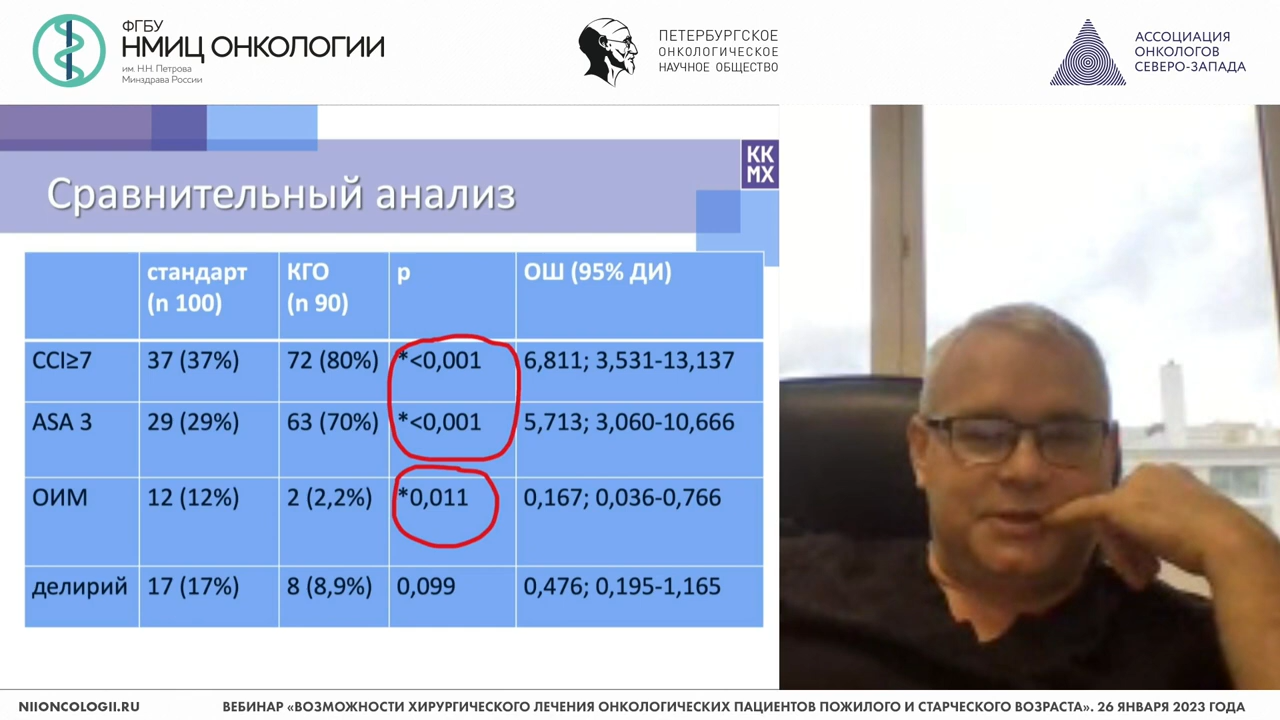 ФГБУ
НМИЦ ОНКОЛОГИИ
им. Н.Н. Петрова
Минздрава России
ПЕТЕРБУРГСКОЕ
ОНКОЛОГИЧЕСКОЕ
НАУЧНОЕ ОБЩЕСТВО
АССОЦИАЦИЯ
ОНКОЛОГОВ
СЕВЕРО-ЗАПАДА
КК
МХ
Сравнительный анализ
стандарт (n 100) КГО (n 90) p ОШ (95% ДИ)
CCI≥7 37 (37%) 72 (80%) *<0,001 6,811; 3,531-13,137
ASA 3 29 (29%) 63 (70%) *<0,001 5,713; 3,060-10,666
ОИМ 12 (12%) 2 (2,2%) *0,011 0,167; 0,036-0,766
делирий 17 (17%) 8 (8,9%) 0,099 0,476; 0,195-1,165
NIIONCOLOGII.RU ВЕБИНАР «ВОЗМОЖНОСТИ ХИРУРГИЧЕСКОГО ЛЕЧЕНИЯ ОНКОЛОГИЧЕСКИХ ПАЦИЕНТОВ ПОЖИЛОГО И СТАРЧЕСКОГО ВОЗРАСТА». 26 ЯНВАРЯ 2023 ГОДА